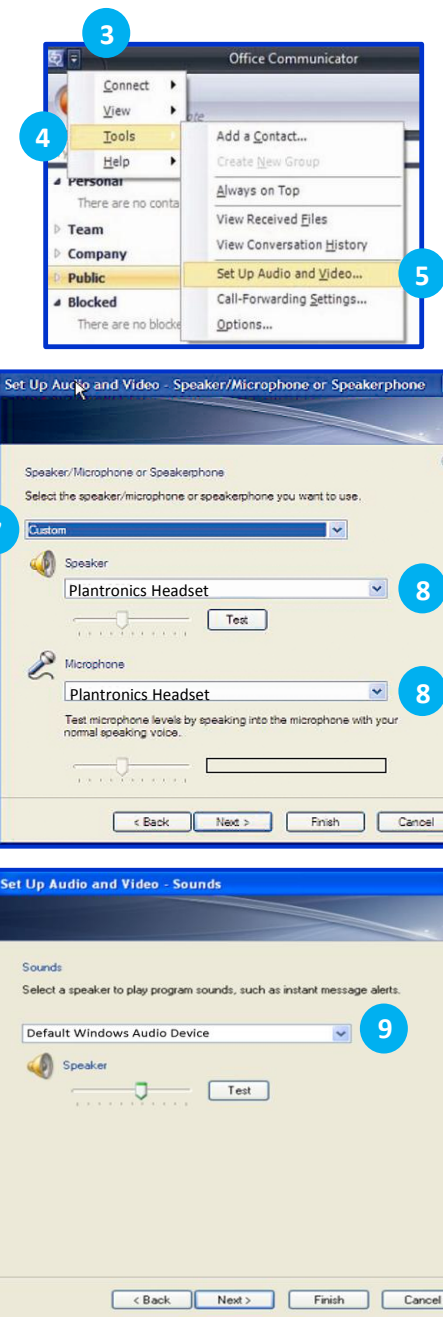 3
Office Communicator
Connect
View
ote
4
Tools
Add a Contact...
Help
Create New Group
Personal
Always on Top
There are no conta
View Received Files
Team
View Conversation History
Company
Public
Set Up Audio and Video...
5
Blocked
Call-Forwarding Settings...
There are no blocke
Options...
Set Up Audio and Video - Speaker/Microphone or Speakerphone
Speaker/Microphone or Speakerphone
Select the speaker/microphone or speakerphone you want to use.
Custom
Speaker
Plantronics Headset
8
Test
Microphone
Plantronics Headset
8
Test microphone levels by speaking into the microphone with your
normal speaking voice.
< Back Next > Finish Cancel
Set Up Audio and Video - Sounds
Sounds
Select a speaker to play program sounds, such as instant message alerts.
Default Windows Audio Device
9
Speaker
Test
< Back Next > Finish Cancel